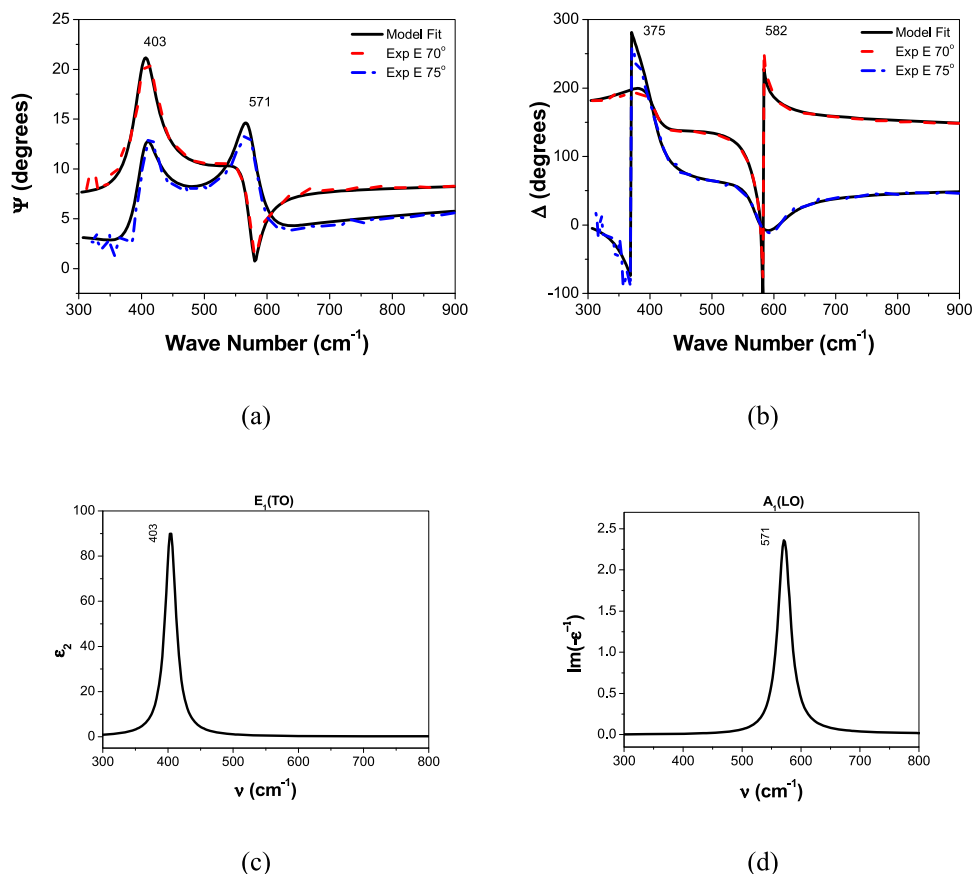 403
571
Model Fit
Exp E 70°
Exp E 75°
Ψ (degrees)
25
20
15
10
5
0
300 400 500 600 700 800 900
Wave Number (cm⁻¹)
(a)
375
582
Model Fit
Exp E 70°
Exp E 75°
Δ (degrees)
300
200
100
0
-100
300 400 500 600 700 800 900
Wave Number (cm⁻¹)
(b)
E₁(TO)
403
ε₂
100
80
60
40
20
0
300 400 500 600 700 800
ν (cm⁻¹)
(c)
A₁(LO)
571
Im(-ε⁻¹)
2.5
2.0
1.5
1.0
0.5
0.0
300 400 500 600 700 800
ν (cm⁻¹)
(d)